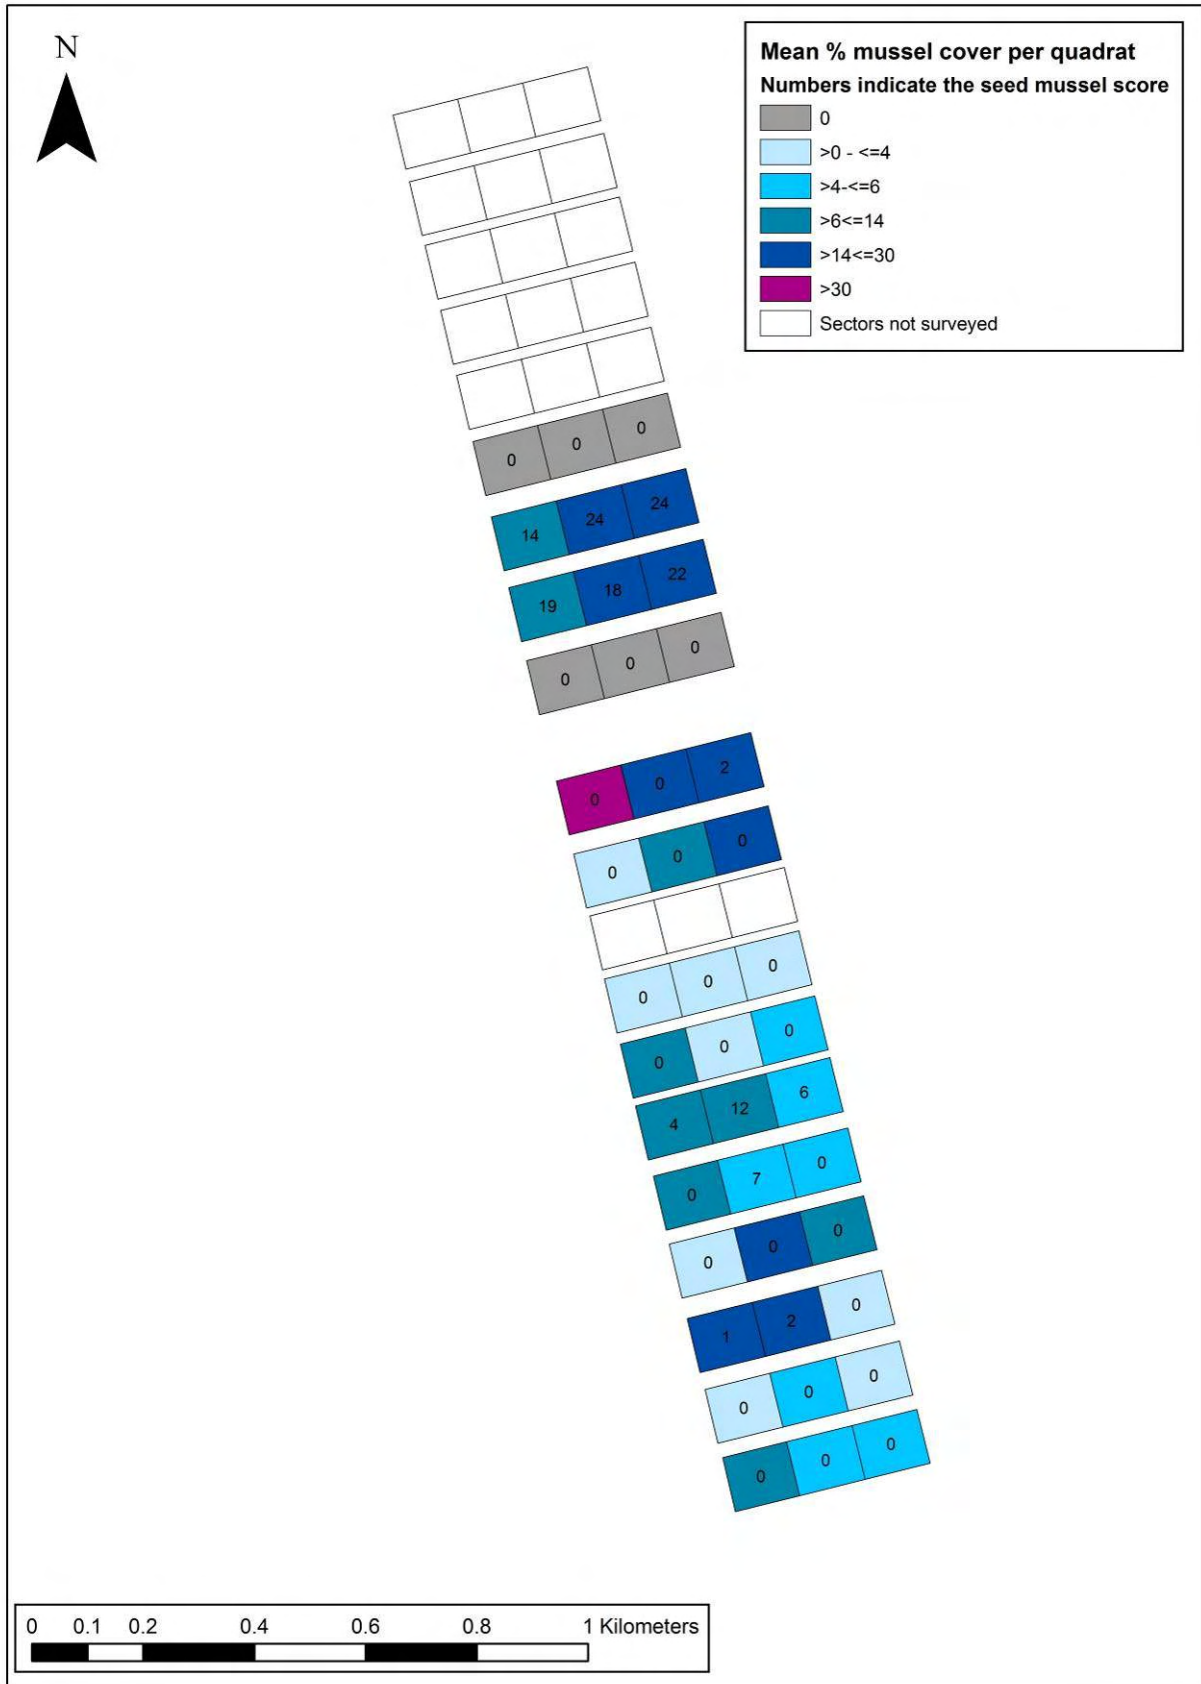 N
Mean % mussel cover per quadrat
Numbers indicate the seed mussel score
0
>0 - <=4
>4-<=6
>6<=14
>14<=30
>30
Sectors not surveyed
0 0 0
14 24 24
19 18 22
0 0 0
0 0 2
0 0 0
0 0 0
0 0 0
4 12 6
0 7 0
0 0 0
1 2 0
0 0 0
0 0 0
0 0.1 0.2 0.4 0.6 0.8 1 Kilometers